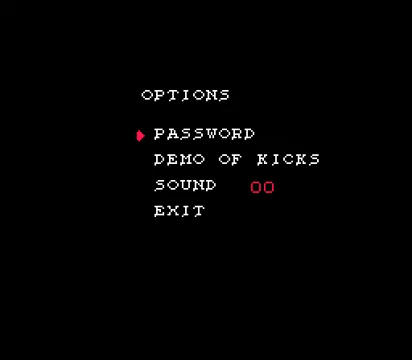 OPTIONS
PASSWORD
DEMO OF KICKS
SOUND 00
EXIT